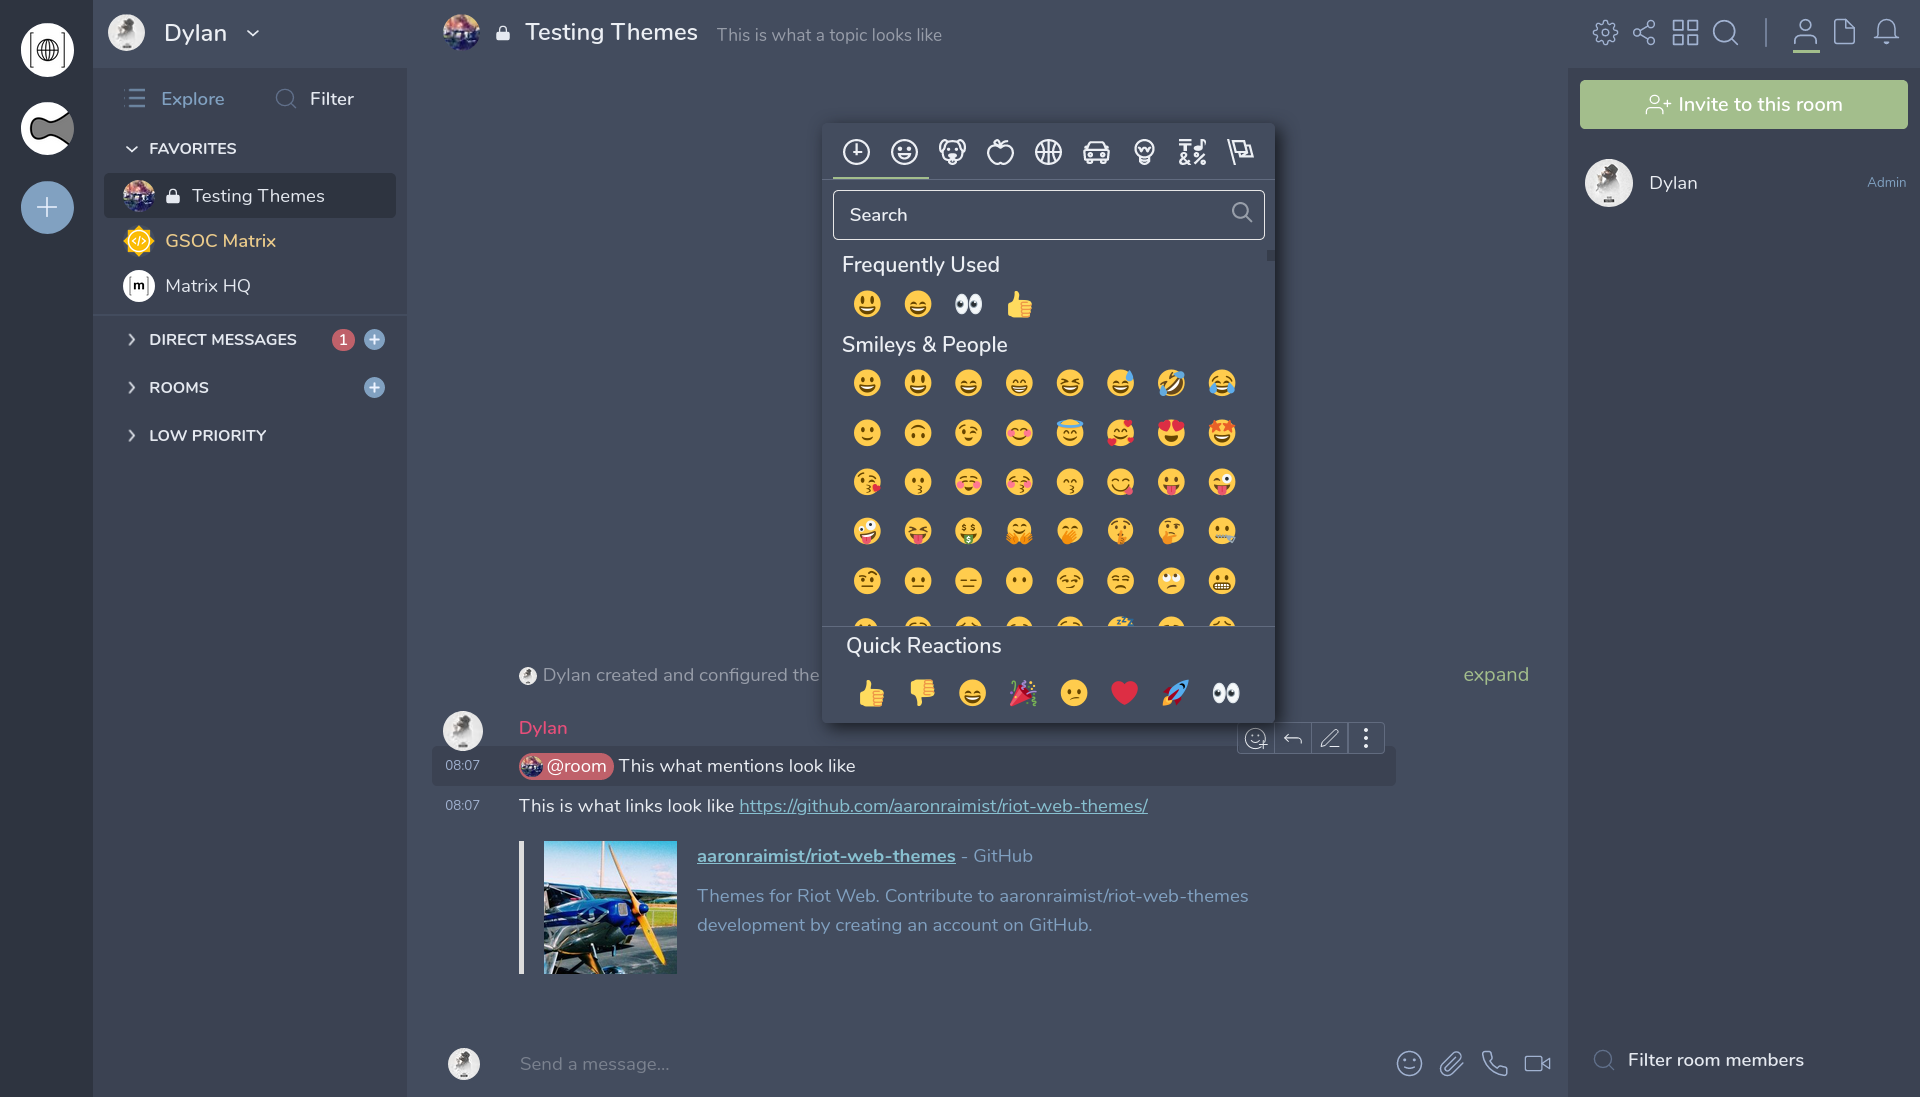 Dylan
Explore
Filter
FAVORITES
Testing Themes
GSOC Matrix
[m]
Matrix HQ
DIRECT MESSAGES
1
ROOMS
LOW PRIORITY
Testing Themes
This is what a topic looks like
Search
Frequently Used
Smileys & People
Quick Reactions
Dylan created and configured the
expand
Dylan
08:07
@room This what mentions look like
08:07
This is what links look like https://github.com/aaronraimist/riot-web-themes/
aaronraimist/riot-web-themes - GitHub
Themes for Riot Web. Contribute to aaronraimist/riot-web-themes
development by creating an account on GitHub.
Send a message...
Invite to this room
Dylan
Admin
Filter room members